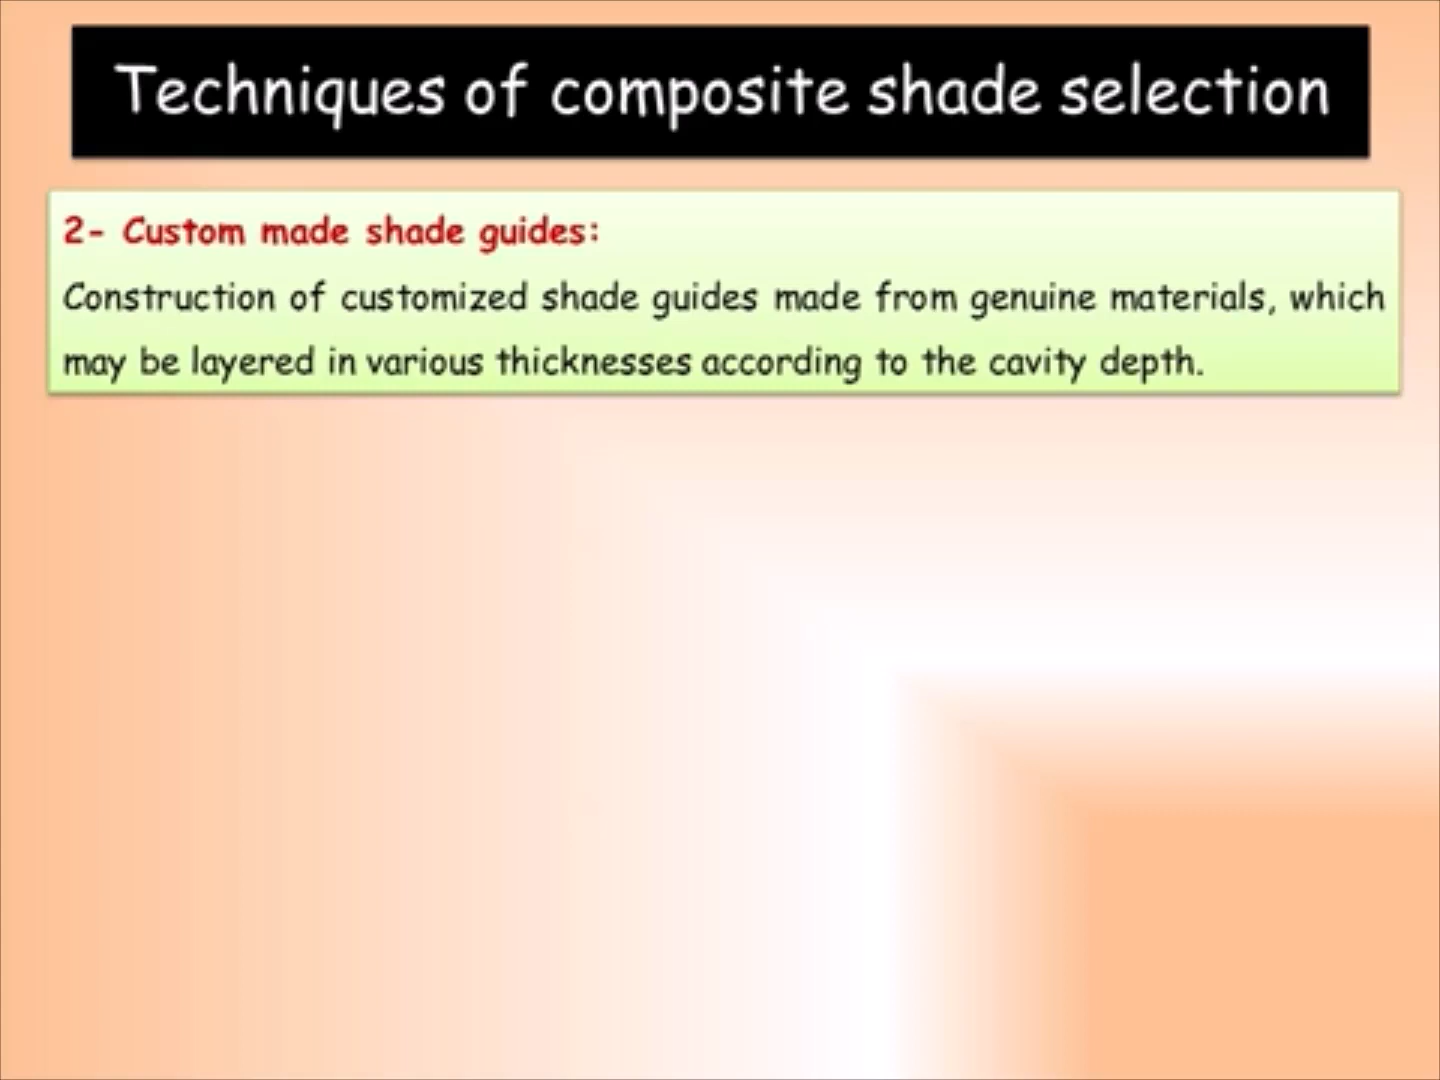 Techniques of composite shade selection
2- Custom made shade guides:
Construction of customized shade guides made from genuine materials, which
may be layered in various thicknesses according to the cavity depth.